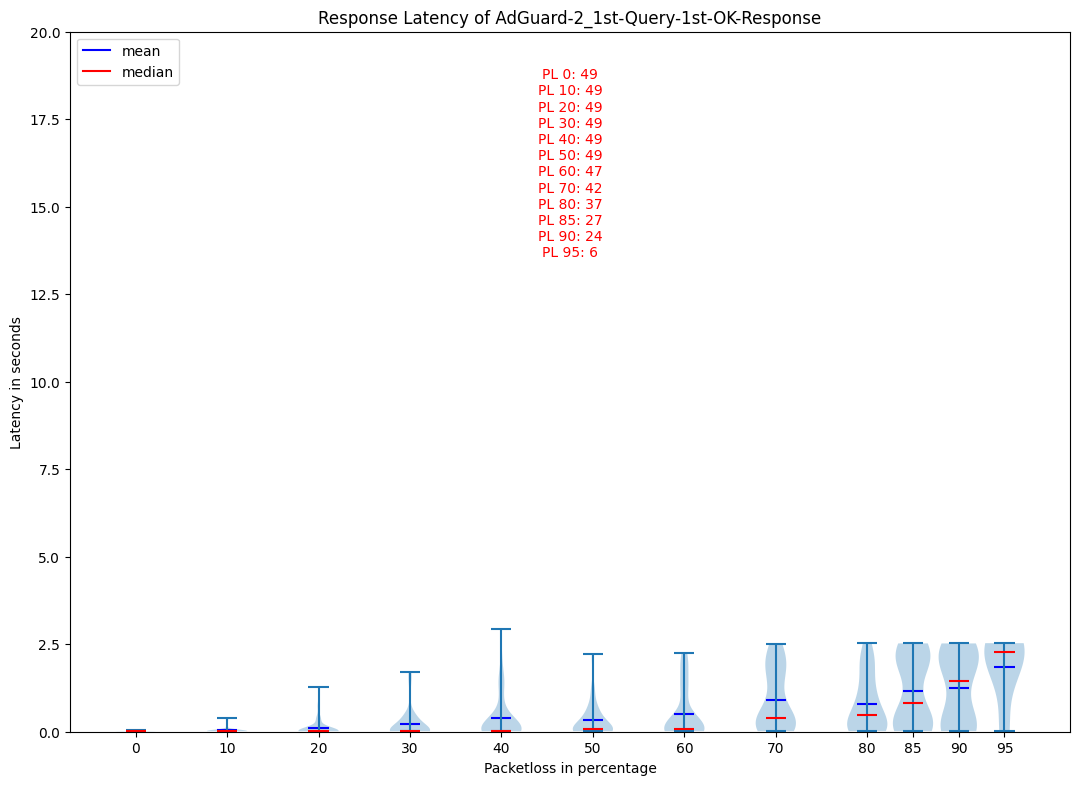 Response Latency of AdGuard-2_1st-Query-1st-OK-Response
mean
median
PL 0: 49
PL 10: 49
PL 20: 49
PL 30: 49
PL 40: 49
PL 50: 49
PL 60: 47
PL 70: 42
PL 80: 37
PL 85: 27
PL 90: 24
PL 95: 6
Latency in seconds
20.0
17.5
15.0
12.5
10.0
7.5
5.0
2.5
0.0
0 10 20 30 40 50 60 70 80 85 90 95
Packetloss in percentage